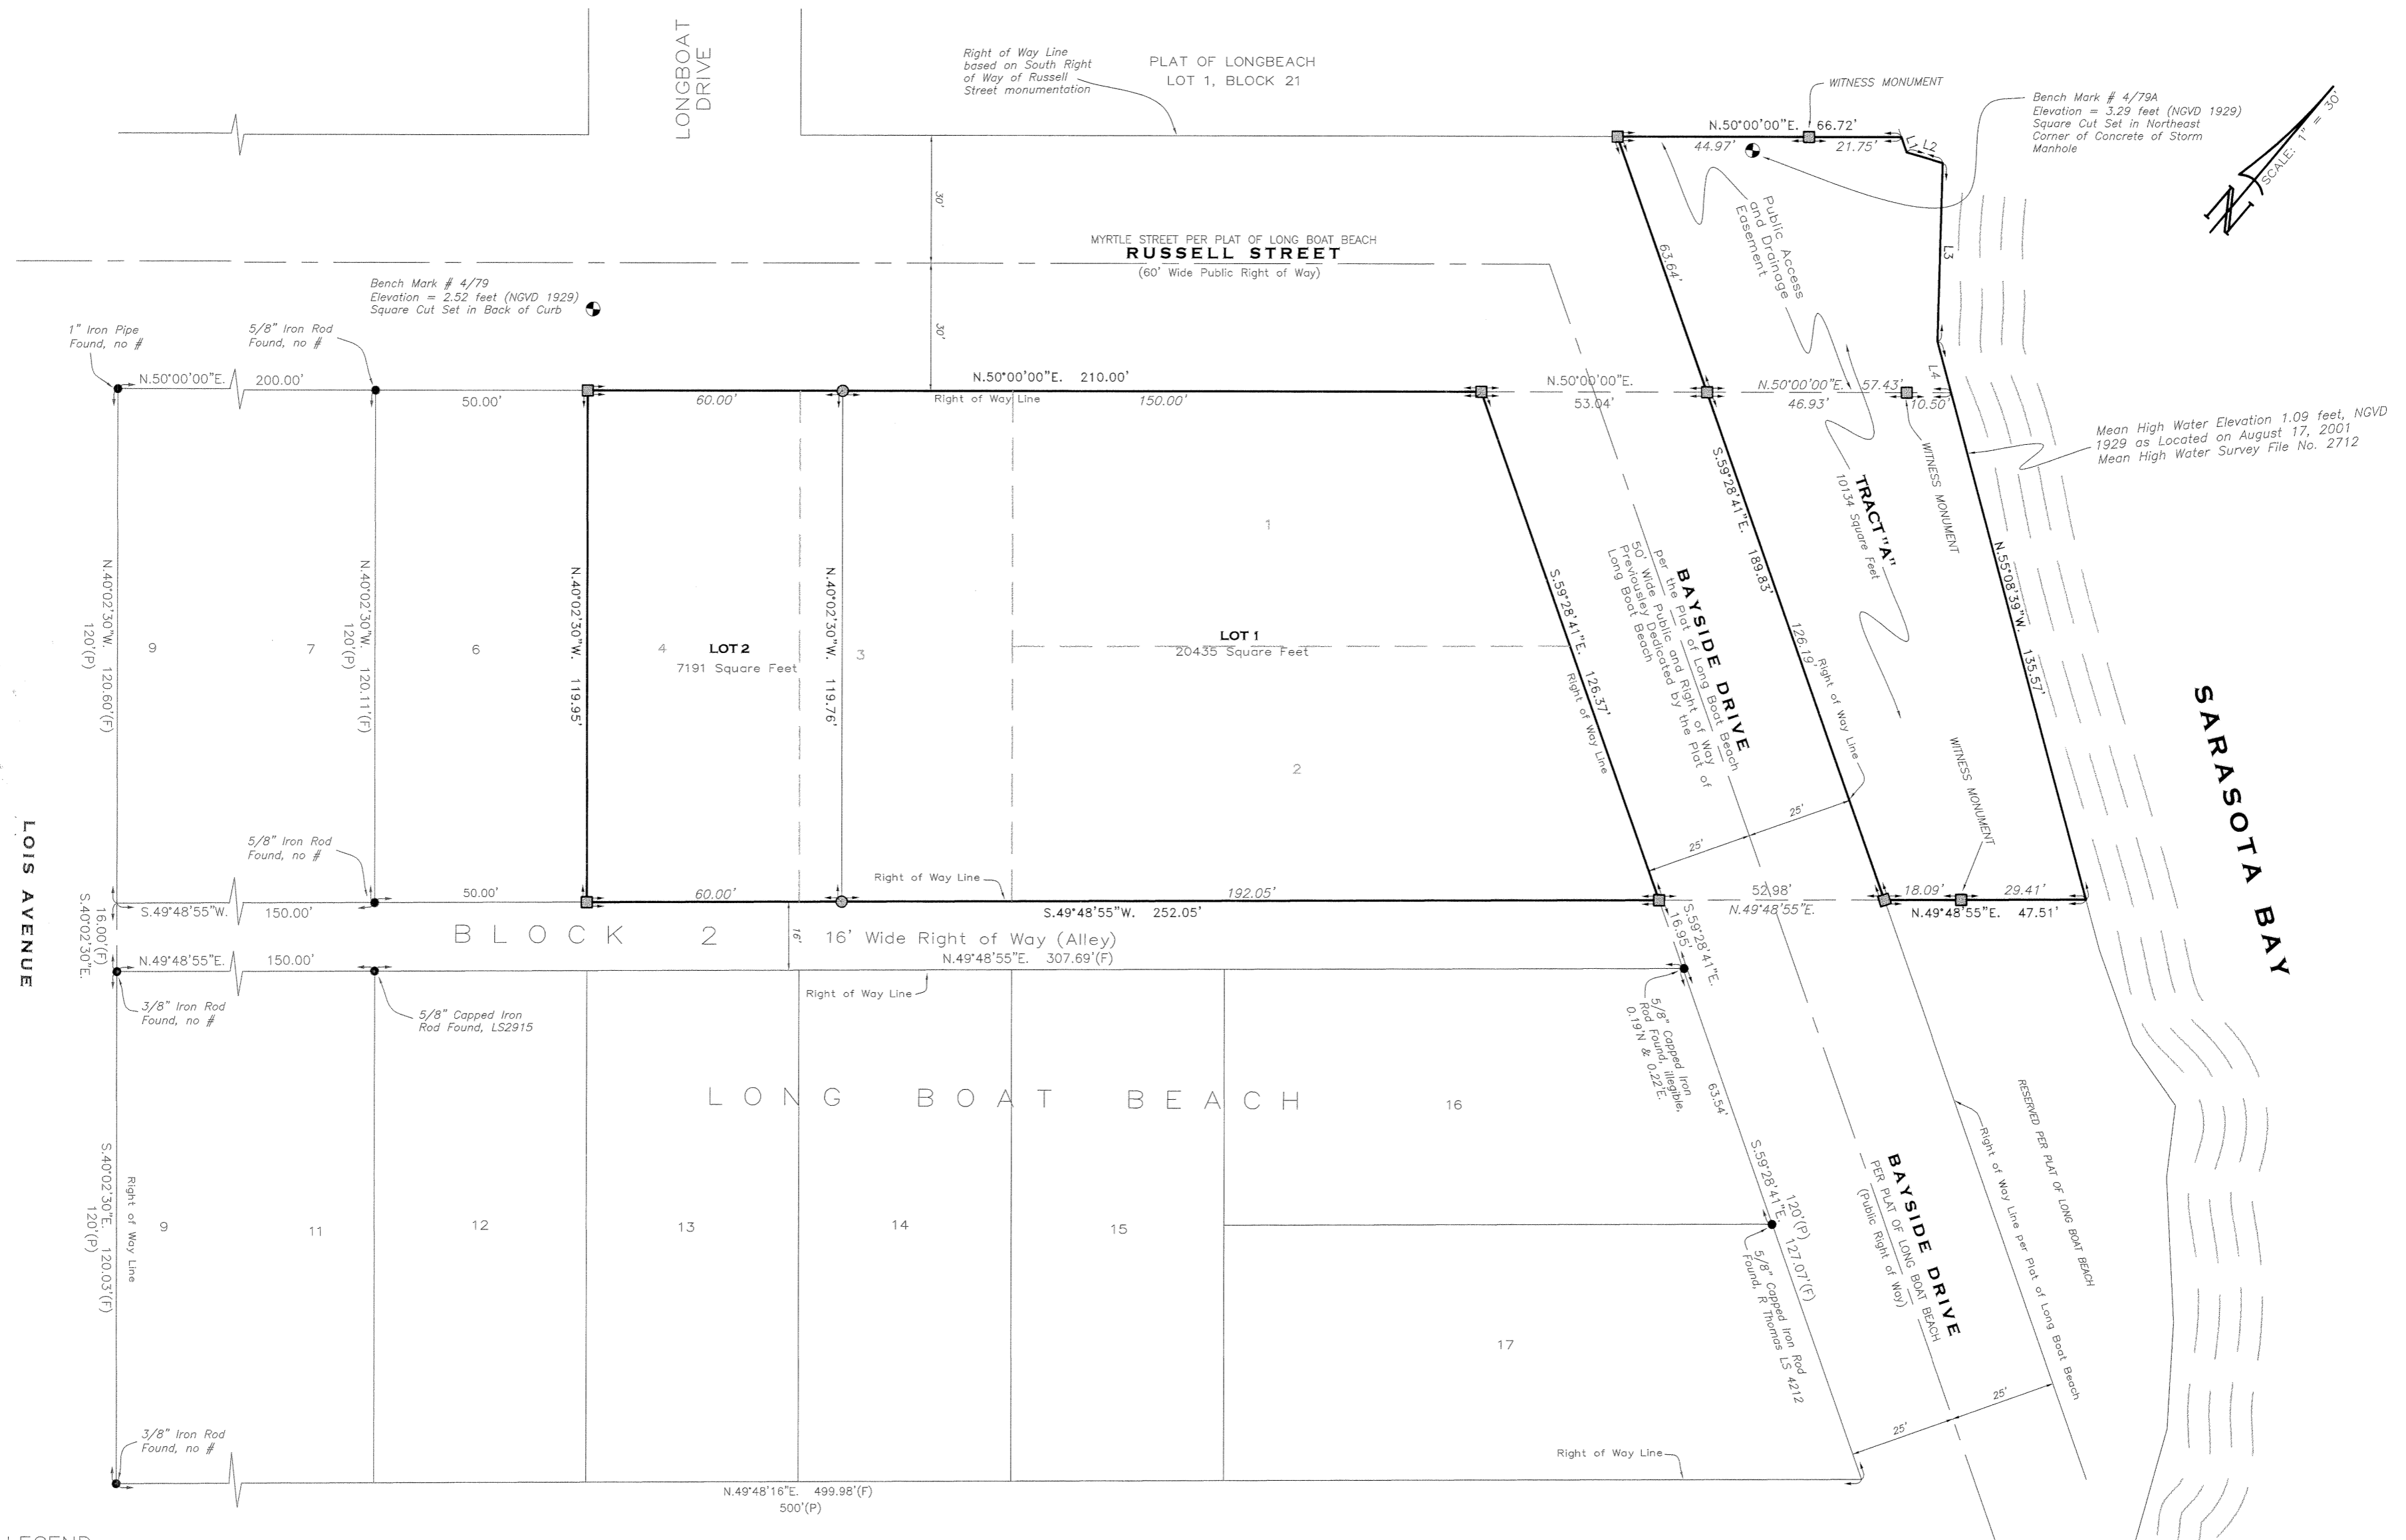 LONGBOAT
DRIVE
Right of Way Line
based on South Right
of Way of Russell
Street monumentation
PLAT OF LONGBEACH
LOT 1, BLOCK 21
WITNESS MONUMENT
Bench Mark # 4/79A
Elevation = 3.29 feet (NGVD 1929)
Square Cut Set in Northeast
Corner of Concrete of Storm
Manhole
N
SCALE: 1" = 30'
N.50°00'00"E. 66.72'
44.97'
21.75'
L1
L2
L3
L4
30'
30'
MYRTLE STREET PER PLAT OF LONG BOAT BEACH
RUSSELL STREET
(60' Wide Public Right of Way)
63.64'
Public Access
and Drainage
Easement
Bench Mark # 4/79
Elevation = 2.52 feet (NGVD 1929)
Square Cut Set in Back of Curb
1" Iron Pipe
Found, no #
5/8" Iron Rod
Found, no #
N.50°00'00"E. 200.00'
50.00'
60.00'
N.50°00'00"E. 210.00'
Right of Way Line
150.00'
N.50°00'00"E.
53.04'
N.50°00'00"E. 57.43'
46.93'
10.50'
WITNESS MONUMENT
Mean High Water Elevation 1.09 feet, NGVD
1929 as Located on August 17, 2001
Mean High Water Survey File No. 2712
N.40°02'30"W. 120.60'(F)
120'(P)
9
7
N.40°02'30"W. 120.11'(F)
120'(P)
6
N.40°02'30"W. 119.95'
4
LOT 2
7191 Square Feet
N.40°02'30"W. 119.76'
3
1
LOT 1
20435 Square Feet
2
S.59°28'41"E. 126.37'
Right of Way Line
BAYSIDE DRIVE
per the Plat of Long Boat Beach
50' Wide Public and Right of Way
Previousley Dedicated by the Plat of
Long Boat Beach
S.59°28'41"E. 189.83'
126.19'
Right of Way Line
TRACT "A"
10134 Square Feet
N.55°08'39"W. 135.57'
WITNESS MONUMENT
SARASOTA BAY
25'
25'
LOIS AVENUE
5/8" Iron Rod
Found, no #
S.49°48'55"W. 150.00'
50.00'
60.00'
Right of Way Line
192.05'
S.49°48'55"W. 252.05'
52.98'
N.49°48'55"E.
18.09'
29.41'
N.49°48'55"E. 47.51'
16.00'(F)
S.40°02'30"E.
BLOCK 2
16'
16' Wide Right of Way (Alley)
N.49°48'55"E. 307.69'(F)
S.59°28'41"E.
16.95'
N.49°48'55"E. 150.00'
3/8" Iron Rod
Found, no #
5/8" Capped Iron
Rod Found, LS2915
Right of Way Line
5/8" Capped Iron
Rod Found, illegible,
0.19'N & 0.22'E.
LONG BOAT BEACH
63.54'
16
RESERVED PER PLAT OF LONG BOAT BEACH
Right of Way Line per Plat of Long Boat Beach
BAYSIDE DRIVE
PER PLAT OF LONG BOAT BEACH
(Public Right of Way)
S.40°02'30"E. 120.03'(F)
120'(P)
Right of Way Line
9
11
12
13
14
15
S.59°28'41"E.
120'(P)
127.07'(F)
5/8" Capped Iron Rod
Found, R Thomas LS 4212
17
25'
25'
3/8" Iron Rod
Found, no #
Right of Way Line
N.49°48'16"E. 499.98'(F)
500'(P)
LEGEND